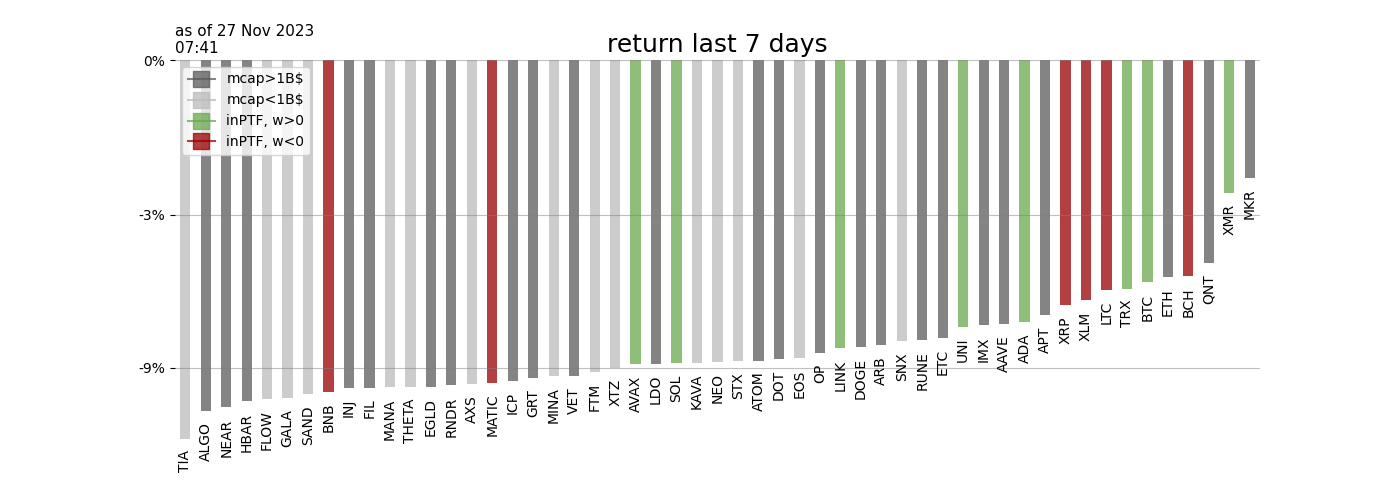 as of 27 Nov 2023
07:41
return last 7 days
0%
-3%
-9%
mcap>1B$
mcap<1B$
inPTF, w>0
inPTF, w<0
TIA
ALGO
NEAR
HBAR
FLOW
GALA
SAND
BNB
INJ
FIL
MANA
THETA
EGLD
RNDR
AXS
MATIC
ICP
GRT
MINA
VET
FTM
XTZ
AVAX
LDO
SOL
KAVA
NEO
STX
ATOM
DOT
EOS
OP
LINK
DOGE
ARB
SNX
RUNE
ETC
UNI
IMX
AAVE
ADA
APT
XRP
XLM
LTC
TRX
BTC
ETH
BCH
QNT
XMR
MKR